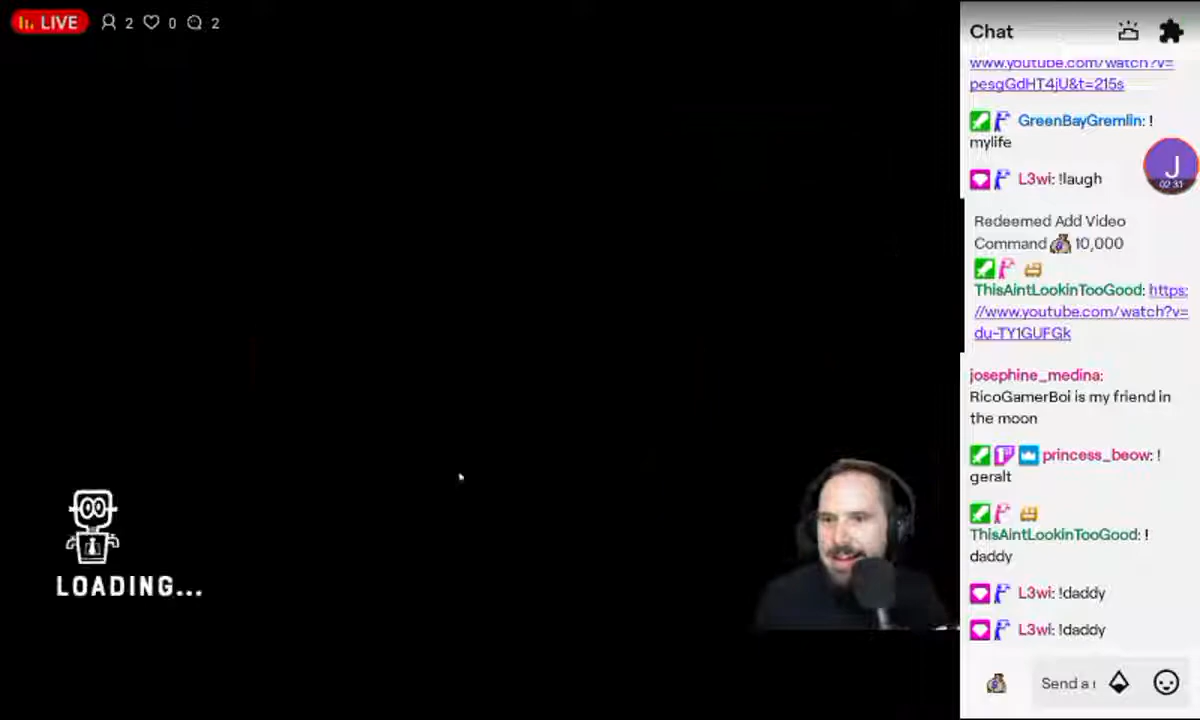 LIVE 2 0 2
Chat
www.youtube.com/watch?v=
pesgGdHT4jU&t=215s
GreenBayGremlin: !
mylife
L3wi: !laugh
J
02:31
Redeemed Add Video
Command 10,000
ThisAintLookinTooGood: https:
//www.youtube.com/watch?v=
du-TY1GUFGk
josephine_medina:
RicoGamerBoi is my friend in
the moon
princess_beow: !
geralt
ThisAintLookinTooGood: !
daddy
L3wi: !daddy
L3wi: !daddy
Send a
LOADING...